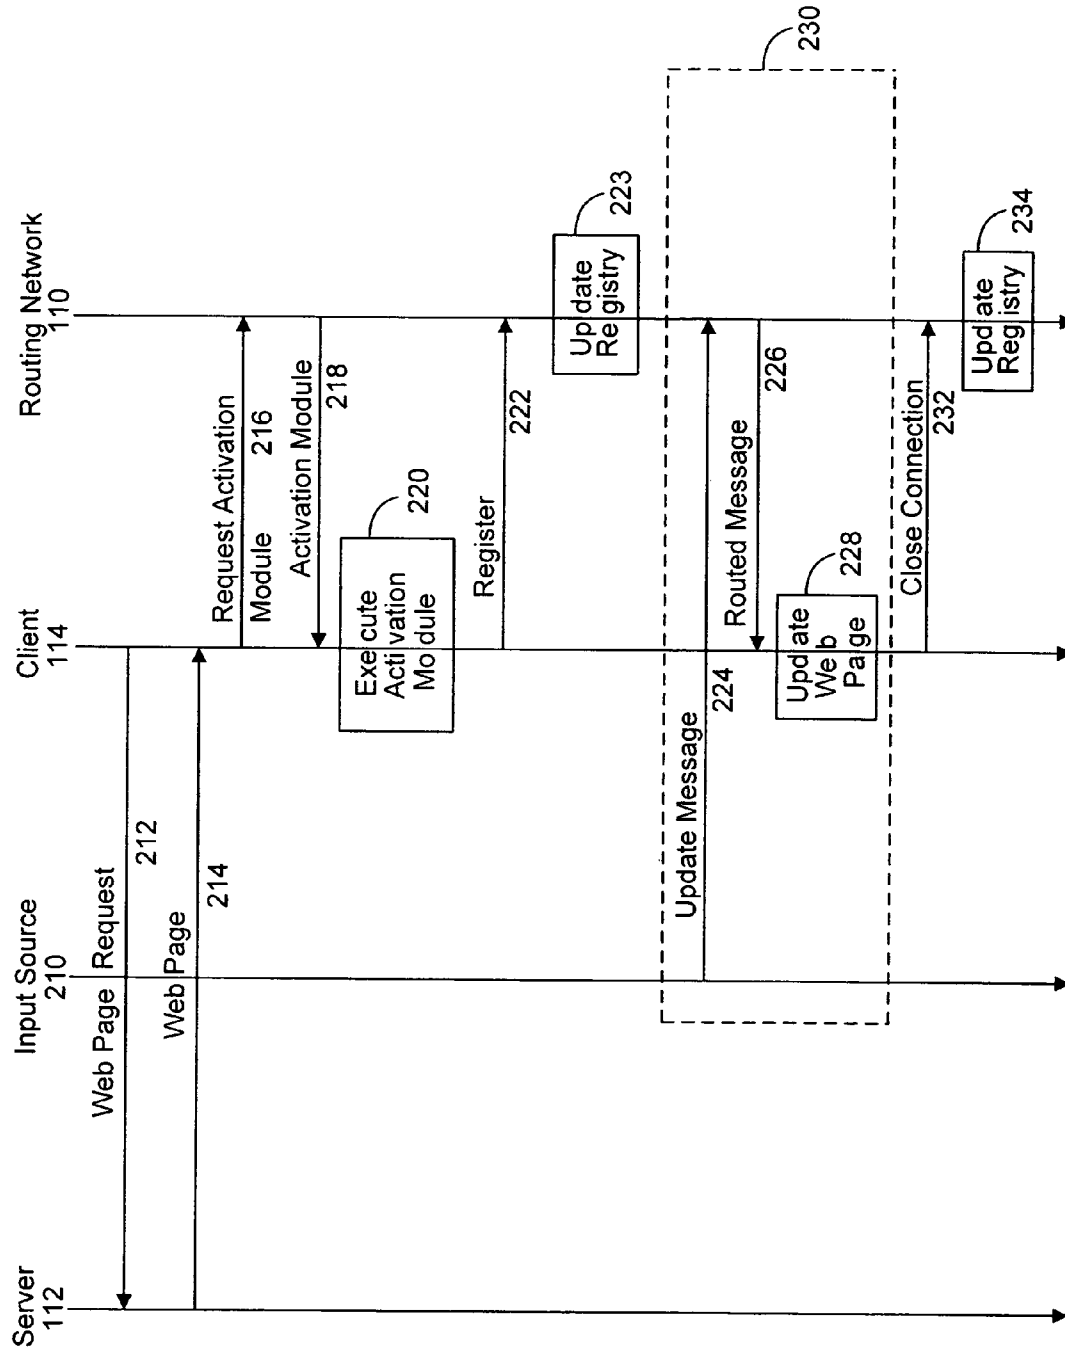 Server
112
Input Source
210
Client
114
Routing Network
110
Web Page Request
212
Web Page
214
Request Activation
Module 216
Activation Module
218
Execute
Activation
Module
220
Register
222
Update
Registry
223
Update Message
224
Routed Message
226
Update
Web
Page
228
230
Close Connection
232
Update
Registry
234